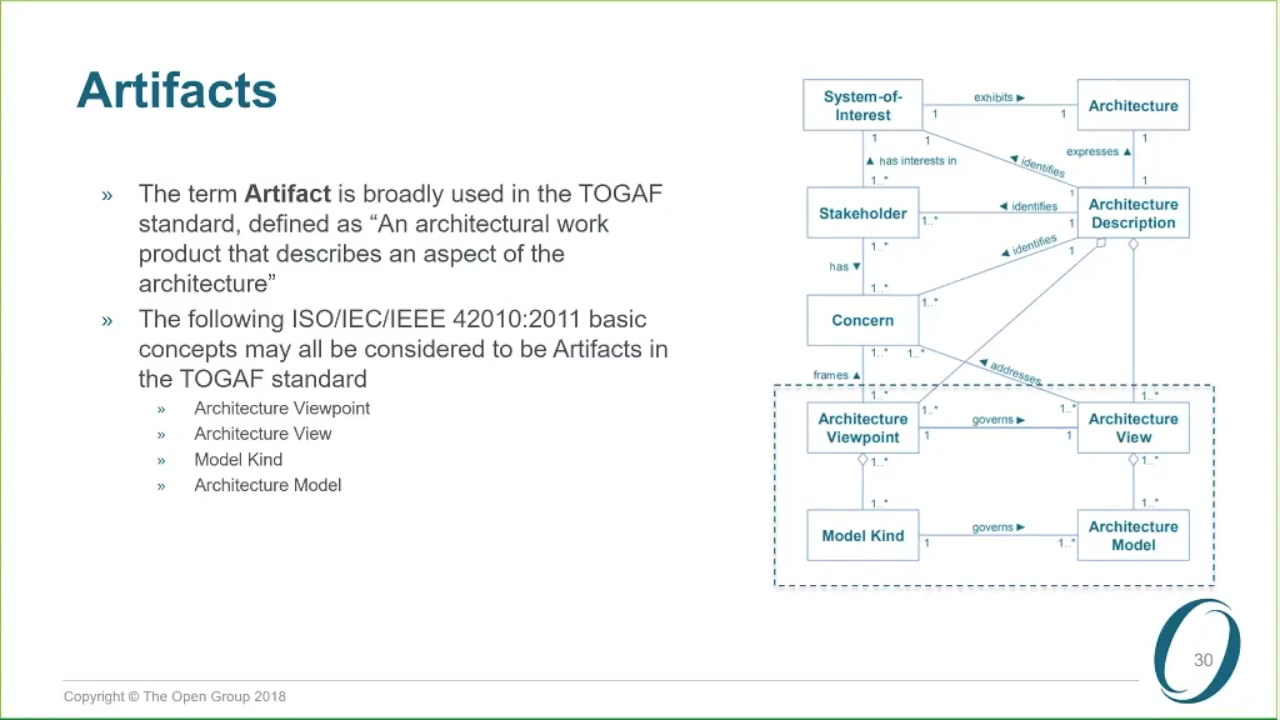 Artifacts
» The term Artifact is broadly used in the TOGAF
standard, defined as “An architectural work
product that describes an aspect of the
architecture”
» The following ISO/IEC/IEEE 42010:2011 basic
concepts may all be considered to be Artifacts in
the TOGAF standard
» Architecture Viewpoint
» Architecture View
» Model Kind
» Architecture Model
System-of-
Interest
exhibits ►
1
1
Architecture
1
1
1
▲ has interests in
◄ identifies
expresses ▲
1..*
1
1
Stakeholder
◄ identifies
1..*
1
Architecture
Description
1..*
has ▼
◄ identifies
1
1..*
1..*
Concern
1..*
1..*
frames ▲
◄ addresses
1..*
1..*
1..*
1..*
Architecture
Viewpoint
governs ►
1
1
Architecture
View
1..*
1..*
1..*
1..*
Model Kind
governs ►
1
1..*
Architecture
Model
30
Copyright © The Open Group 2018